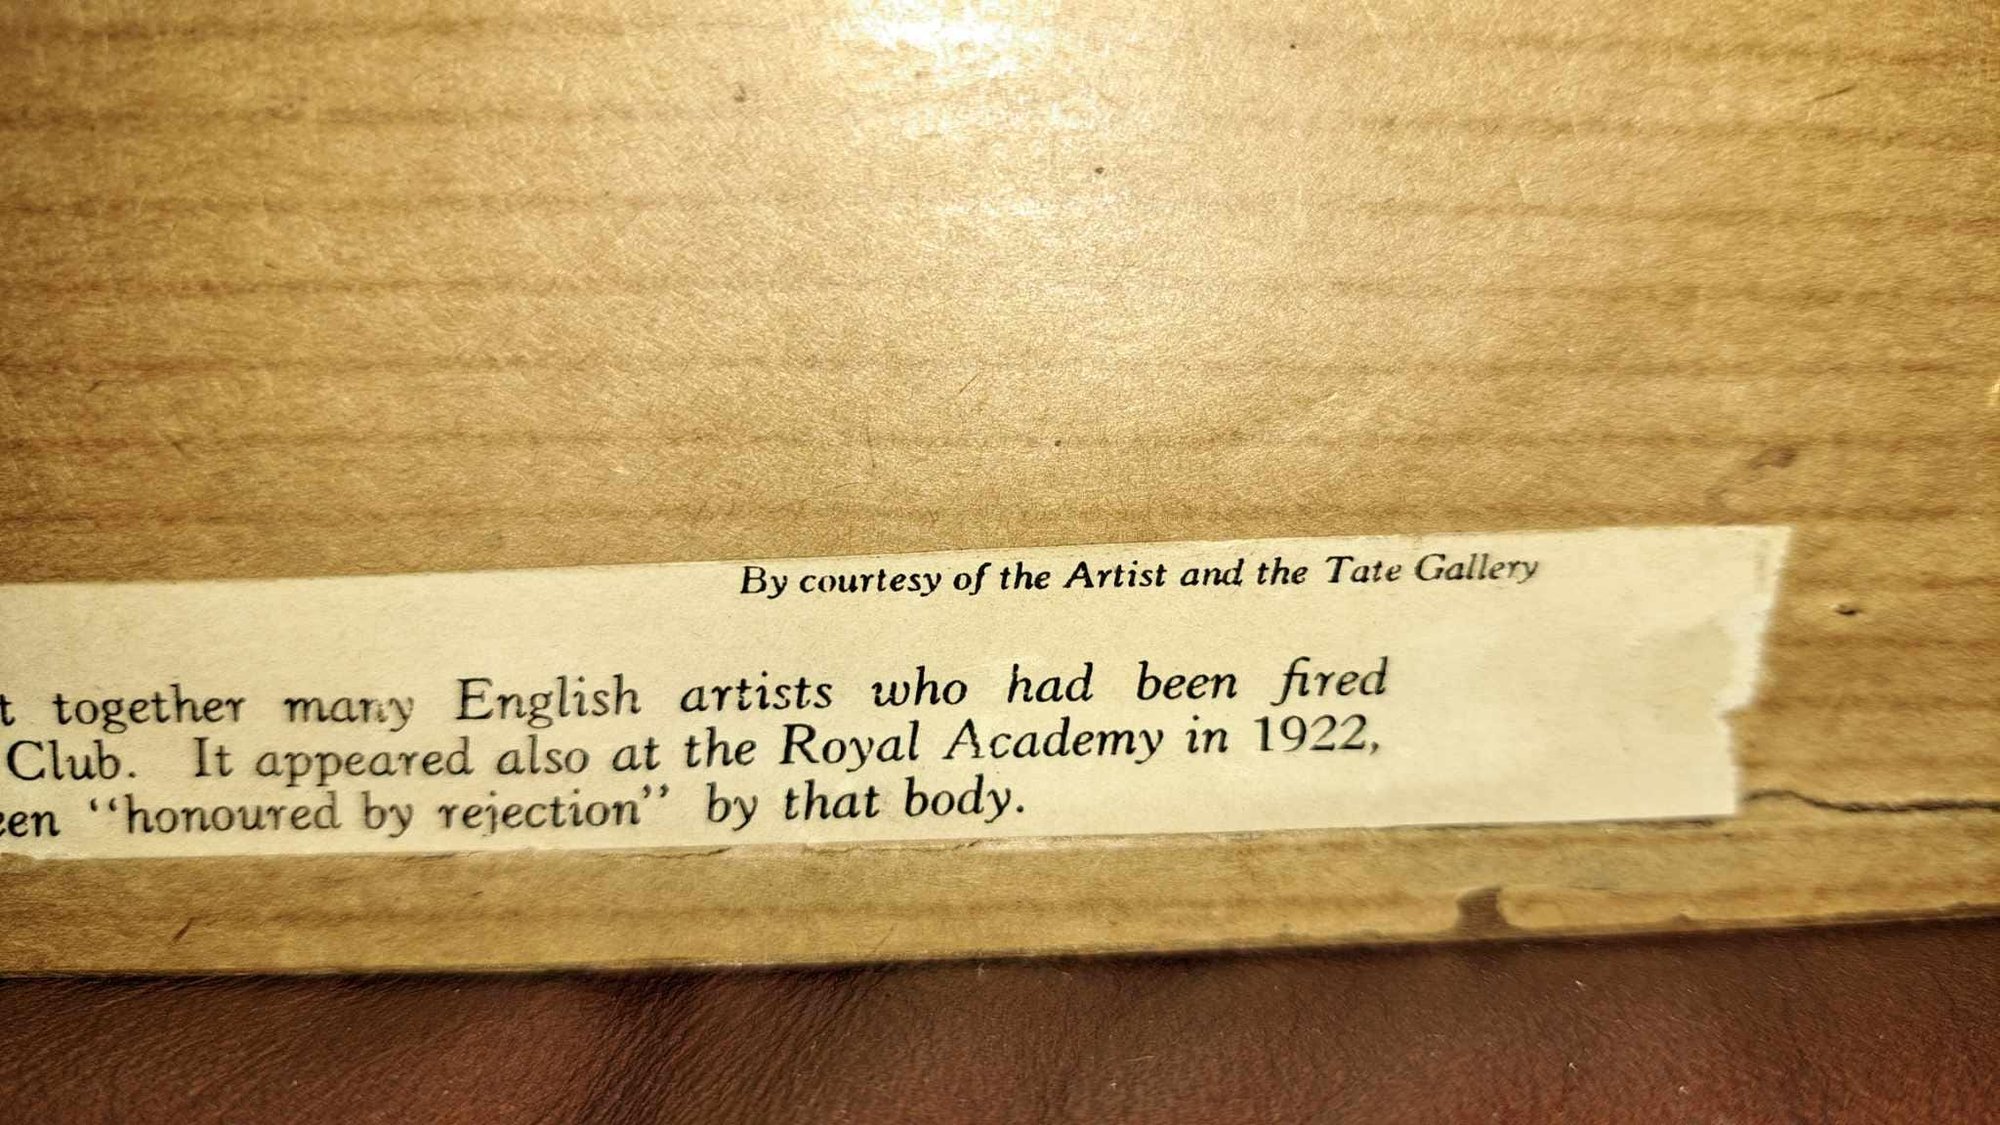 By courtesy of the Artist and the Tate Gallery
t together many English artists who had been fired
Club. It appeared also at the Royal Academy in 1922,
een "honoured by rejection" by that body.